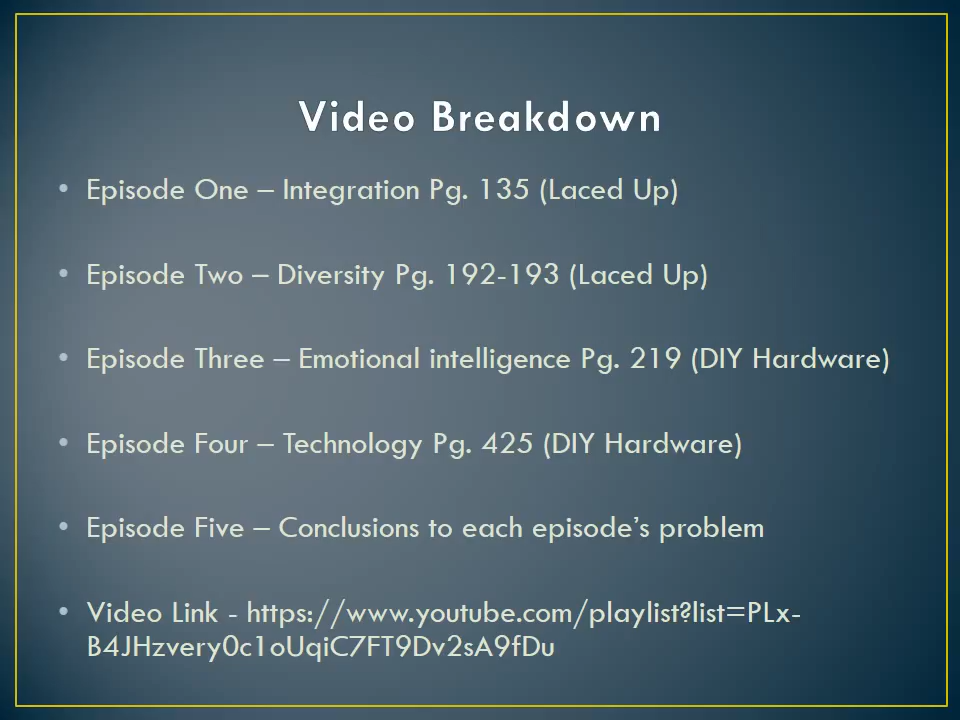 Video Breakdown
• Episode One – Integration Pg. 135 (Laced Up)
• Episode Two – Diversity Pg. 192-193 (Laced Up)
• Episode Three – Emotional intelligence Pg. 219 (DIY Hardware)
• Episode Four – Technology Pg. 425 (DIY Hardware)
• Episode Five – Conclusions to each episode’s problem
• Video Link - https://www.youtube.com/playlist?list=PLx-
B4JHzvery0c1oUqiC7FT9Dv2sA9fDu